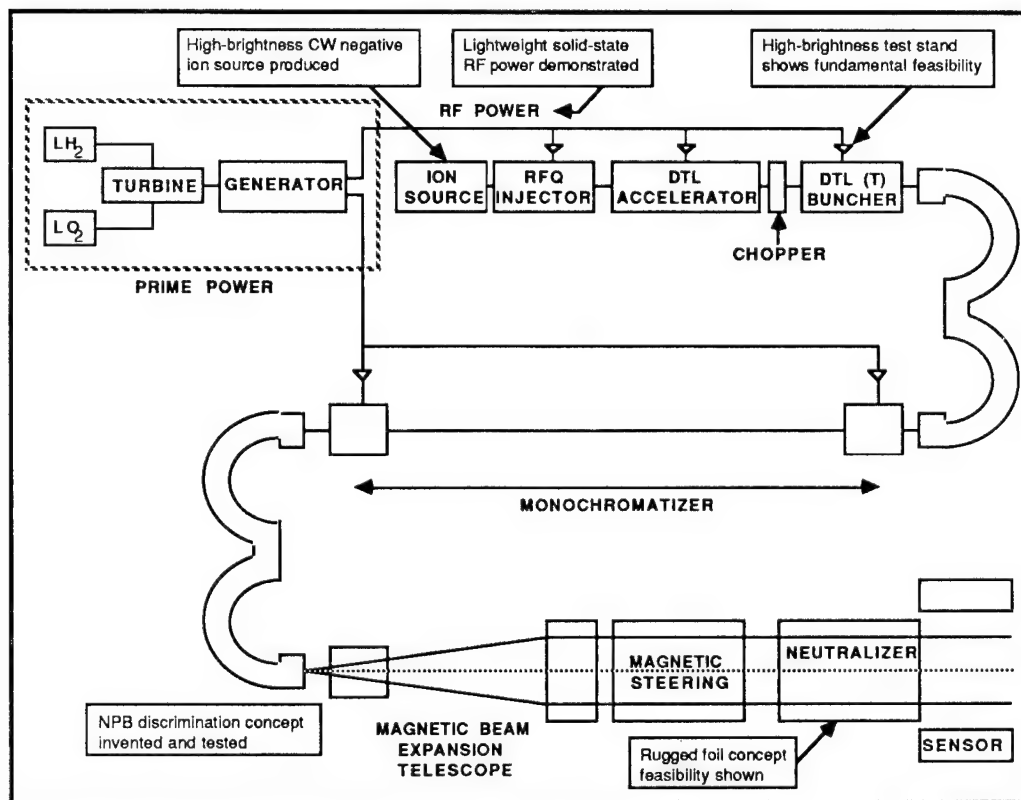 High-brightness CW negative
ion source produced
Lightweight solid-state
RF power demonstrated
High-brightness test stand
shows fundamental feasibility
RF POWER
LH2
TURBINE
GENERATOR
LO2
PRIME POWER
ION
SOURCE
RFQ
INJECTOR
DTL
ACCELERATOR
DTL (T)
BUNCHER
CHOPPER
MONOCHROMATIZER
NPB discrimination concept
invented and tested
MAGNETIC BEAM
EXPANSION
TELESCOPE
MAGNETIC
STEERING
NEUTRALIZER
Rugged foil concept
feasibility shown
SENSOR